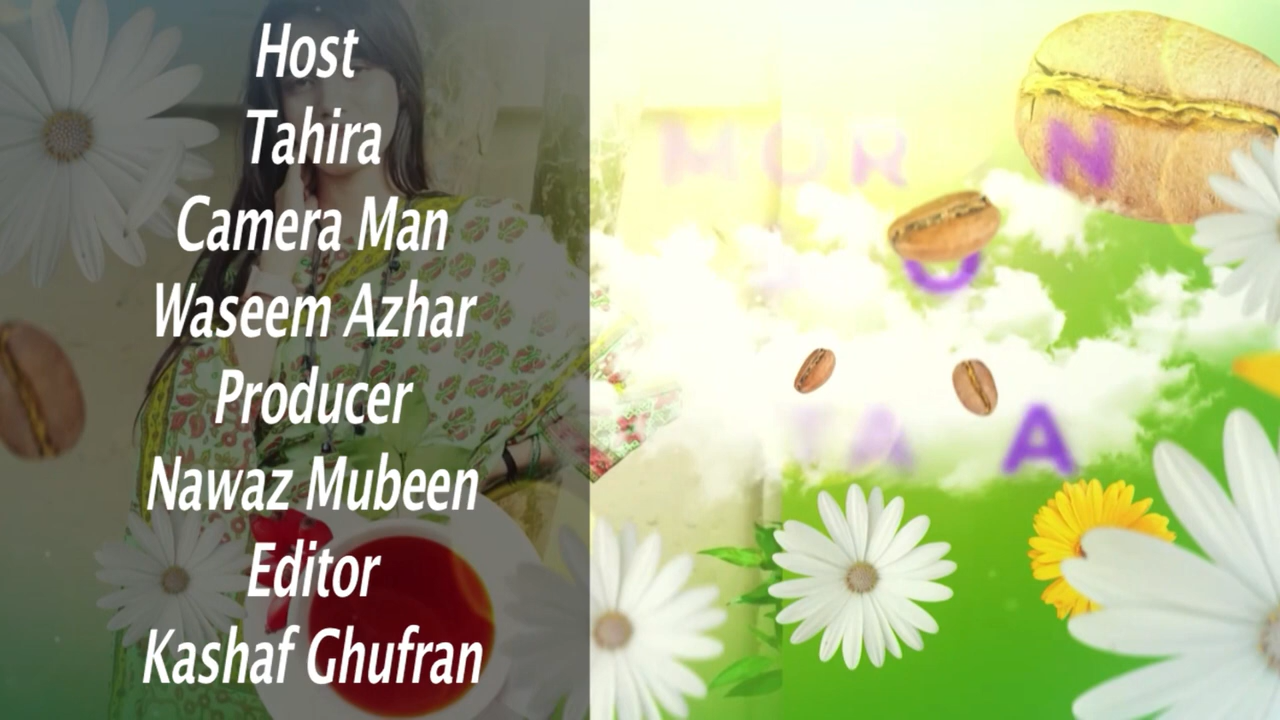 Host
Tahira
Camera Man
Waseem Azhar
Producer
Nawaz Mubeen
Editor
Kashaf Ghufran